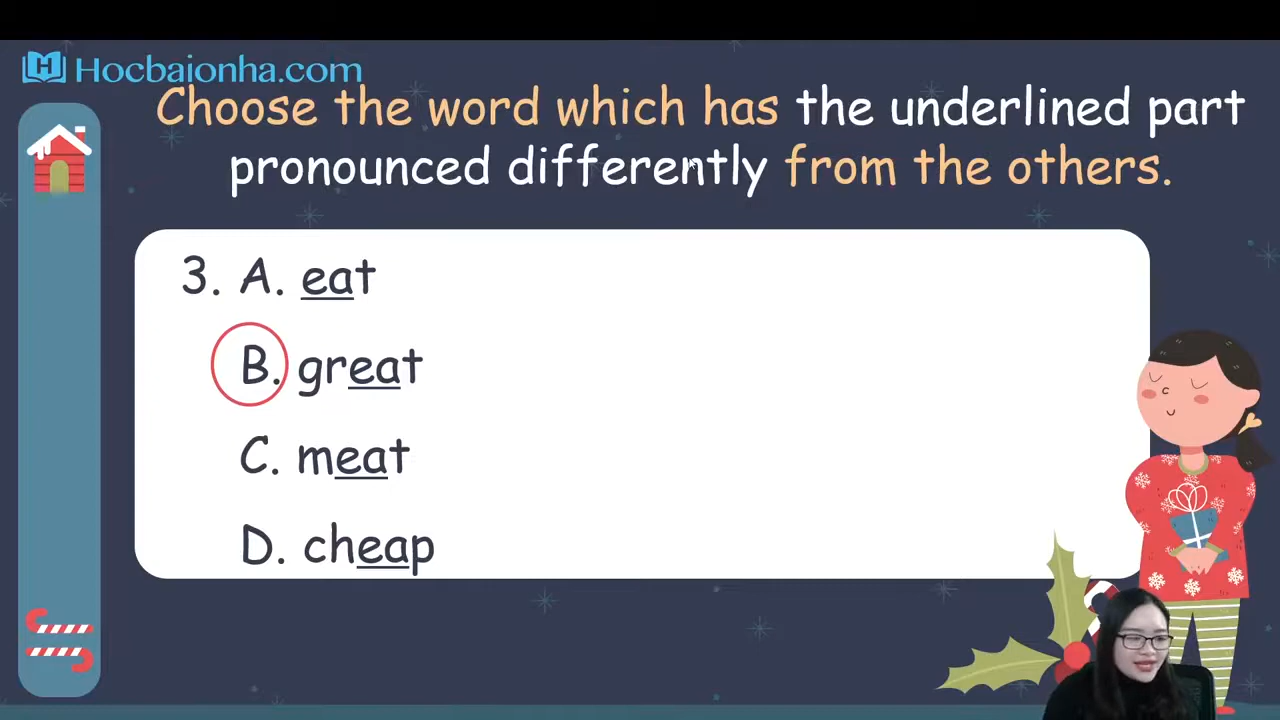 Hocbaionha.com
Choose the word which has the underlined part
pronounced differently from the others.
3. A. eat
B. great
C. meat
D. cheap